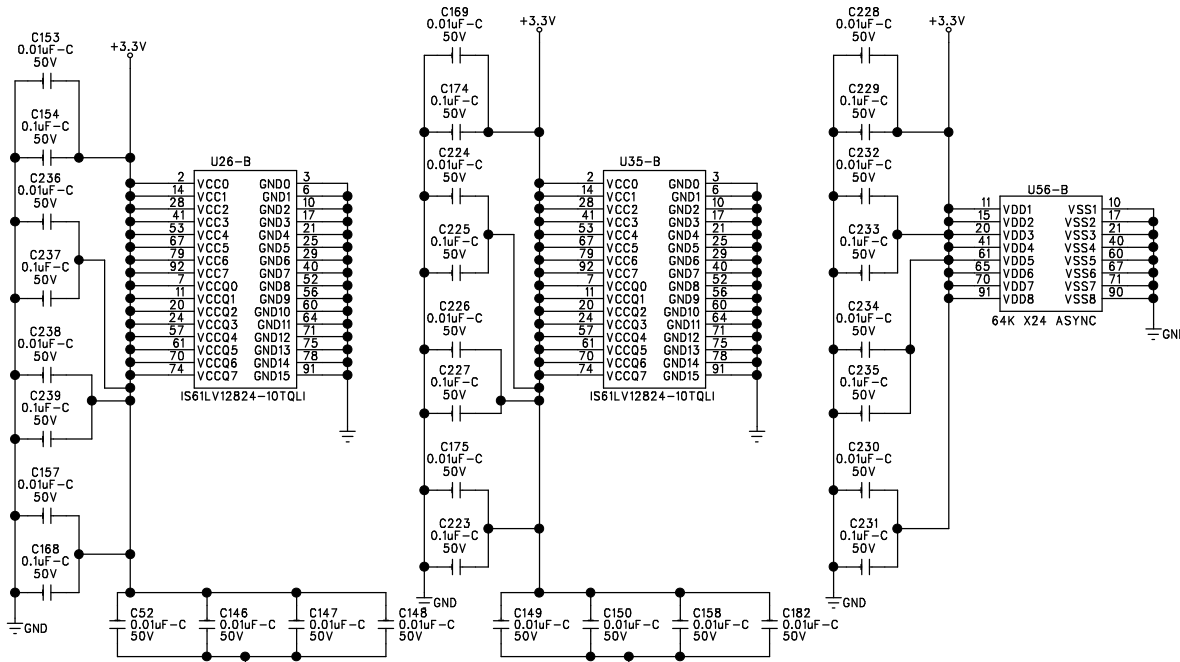 C153
0.01uF-C
50V
+3.3V
C154
0.1uF-C
50V
C236
0.01uF-C
50V
C237
0.1uF-C
50V
C238
0.01uF-C
50V
C239
0.1uF-C
50V
C157
0.01uF-C
50V
C168
0.1uF-C
50V
GND
U26-B
2 VCC0 GND0 3
14 VCC1 GND1 6
28 VCC2 GND2 10
41 VCC3 GND3 17
53 VCC4 GND4 21
67 VCC5 GND5 25
79 VCC6 GND6 29
92 VCC7 GND7 40
7 VCCQ0 GND8 52
11 VCCQ1 GND9 56
20 VCCQ2 GND10 60
24 VCCQ3 GND11 64
57 VCCQ4 GND12 71
61 VCCQ5 GND13 75
70 VCCQ6 GND14 78
74 VCCQ7 GND15 91
IS61LV12824-10TQLI
C52
0.01uF-C
50V
C146
0.01uF-C
50V
C147
0.01uF-C
50V
C148
0.01uF-C
50V
C169
0.01uF-C
50V
+3.3V
C174
0.1uF-C
50V
C224
0.01uF-C
50V
C225
0.1uF-C
50V
C226
0.01uF-C
50V
C227
0.1uF-C
50V
C175
0.01uF-C
50V
C223
0.1uF-C
50V
GND
U35-B
2 VCC0 GND0 3
14 VCC1 GND1 6
28 VCC2 GND2 10
41 VCC3 GND3 17
53 VCC4 GND4 21
67 VCC5 GND5 25
79 VCC6 GND6 29
92 VCC7 GND7 40
7 VCCQ0 GND8 52
11 VCCQ1 GND9 56
20 VCCQ2 GND10 60
24 VCCQ3 GND11 64
57 VCCQ4 GND12 71
61 VCCQ5 GND13 75
70 VCCQ6 GND14 78
74 VCCQ7 GND15 91
IS61LV12824-10TQLI
C149
0.01uF-C
50V
C150
0.01uF-C
50V
C158
0.01uF-C
50V
C182
0.01uF-C
50V
C228
0.01uF-C
50V
+3.3V
C229
0.1uF-C
50V
C232
0.01uF-C
50V
C233
0.1uF-C
50V
C234
0.01uF-C
50V
C235
0.1uF-C
50V
C230
0.01uF-C
50V
C231
0.1uF-C
50V
GND
U56-B
11 VDD1 VSS1 10
15 VDD2 VSS2 17
20 VDD3 VSS3 21
41 VDD4 VSS4 40
61 VDD5 VSS5 60
65 VDD6 VSS6 67
70 VDD7 VSS7 71
91 VDD8 VSS8 90
64K X24 ASYNC
GND